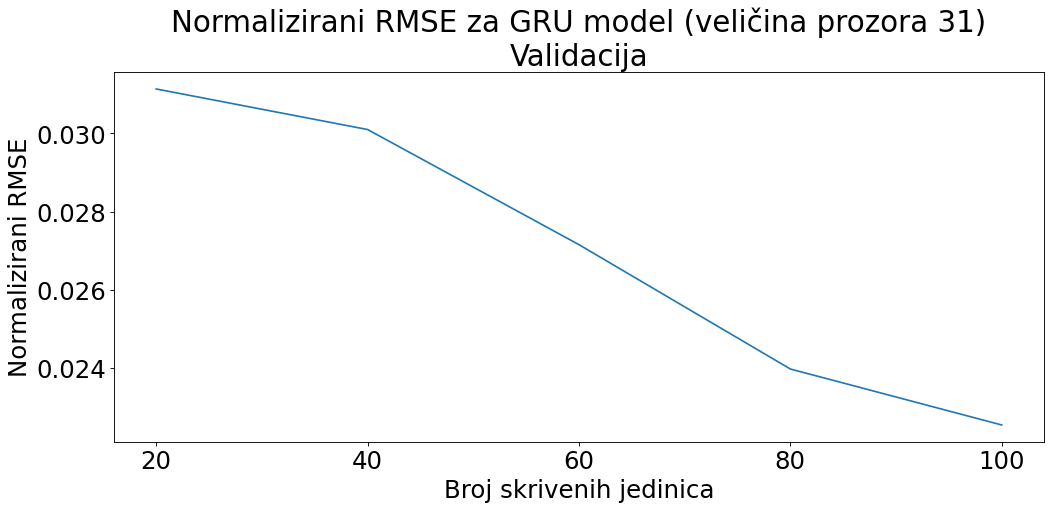 Normalizirani RMSE za GRU model (veličina prozora 31)
Validacija
Normalizirani RMSE
0.030
0.028
0.026
0.024
20 40 60 80 100
Broj skrivenih jedinica